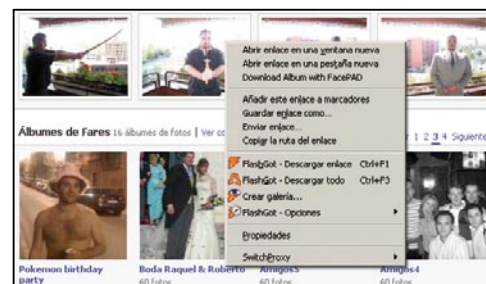 Abrir enlace en una ventana nueva
Abrir enlace en una pestaña nueva
Download Album with FacePAD
Añadir este enlace a marcadores
Guardar enlace como...
Enviar enlace...
Copiar la ruta del enlace
Álbumes de Fares 16 álbumes de fotos | Ver co
r 1 2 3 4 Siguiente
FlashGot - Descargar enlace Ctrl+F1
FlashGot - Descargar todo Ctrl+F3
Crear galería...
FlashGot - Opciones
Propiedades
SwitchProxy
Pokemon birthday party
Boda Raquel & Roberto
60 fotos
Amigos5
60 fotos
Amigos4
60 fotos